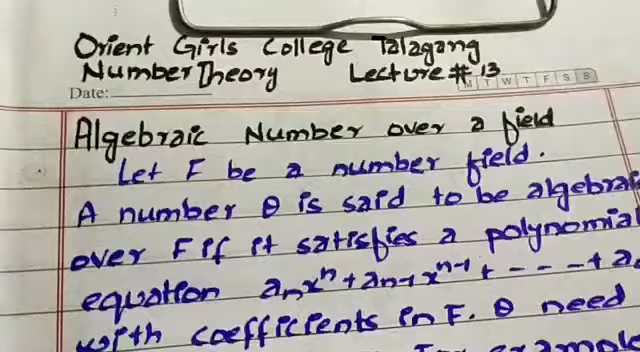 Orient Girls College Talagang
Number Theory Lecture # 13
Date: M T W T F S S
Algebraic Number over a field
Let F be a number field.
A number θ is said to be algebrai
over F if it satisfies a polynomial
equation aₙxⁿ + aₙ₋₁xⁿ⁻¹ + - - - - + a
with coefficients in F. θ need
example